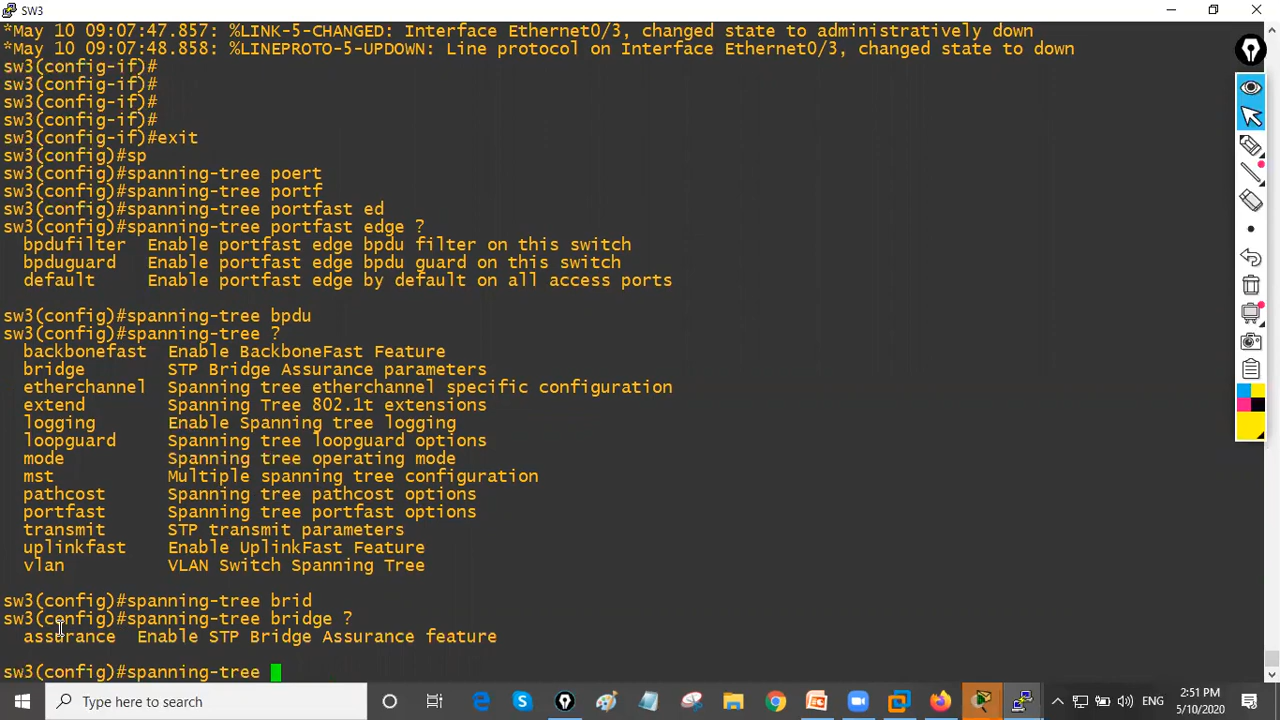 SW3
*May 10 09:07:47.857: %LINK-5-CHANGED: Interface Ethernet0/3, changed state to administratively down
*May 10 09:07:48.858: %LINEPROTO-5-UPDOWN: Line protocol on Interface Ethernet0/3, changed state to down
sw3(config-if)#
sw3(config-if)#
sw3(config-if)#
sw3(config-if)#
sw3(config-if)#exit
sw3(config)#sp
sw3(config)#spanning-tree poert
sw3(config)#spanning-tree portf
sw3(config)#spanning-tree portfast ed
sw3(config)#spanning-tree portfast edge ?
bpdufilter Enable portfast edge bpdu filter on this switch
bpduguard Enable portfast edge bpdu guard on this switch
default Enable portfast edge by default on all access ports
sw3(config)#spanning-tree bpdu
sw3(config)#spanning-tree ?
backbonefast Enable BackboneFast Feature
bridge STP Bridge Assurance parameters
etherchannel Spanning tree etherchannel specific configuration
extend Spanning Tree 802.1t extensions
logging Enable Spanning tree logging
loopguard Spanning tree loopguard options
mode Spanning tree operating mode
mst Multiple spanning tree configuration
pathcost Spanning tree pathcost options
portfast Spanning tree portfast options
transmit STP transmit parameters
uplinkfast Enable UplinkFast Feature
vlan VLAN Switch Spanning Tree
sw3(config)#spanning-tree brid
sw3(config)#spanning-tree bridge ?
assurance Enable STP Bridge Assurance feature
sw3(config)#spanning-tree
Type here to search
ENG
2:51 PM
5/10/2020